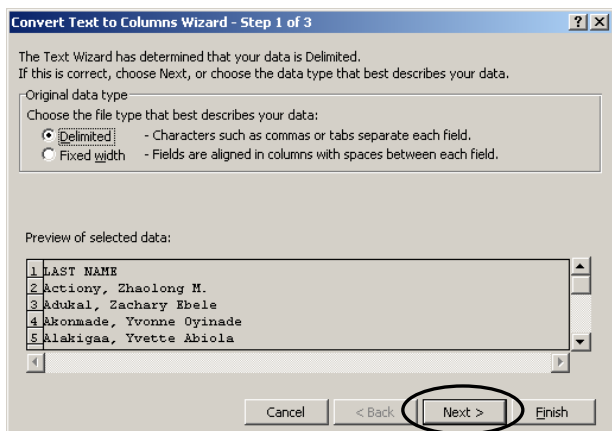 Convert Text to Columns Wizard - Step 1 of 3
The Text Wizard has determined that your data is Delimited.
If this is correct, choose Next, or choose the data type that best describes your data.
Original data type
Choose the file type that best describes your data:
Delimited - Characters such as commas or tabs separate each field.
Fixed width - Fields are aligned in columns with spaces between each field.
Preview of selected data:
1 LAST NAME
2 Actiony, Zhaolong M.
3 Adukal, Zachary Ebele
4 Akonmade, Yvonne Oyinade
5 Alakigaa, Yvette Abiola
Cancel < Back Next > Finish